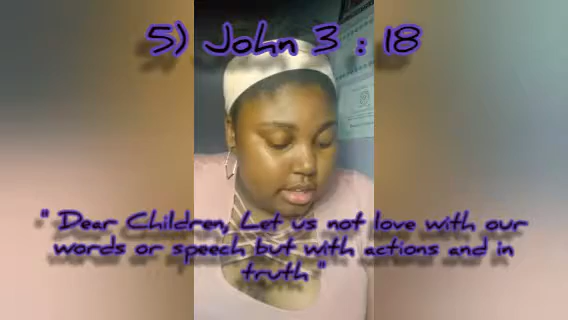 5) John 3 : 18
" Dear Children, Let us not love with our
words or speech but with actions and in
truth "